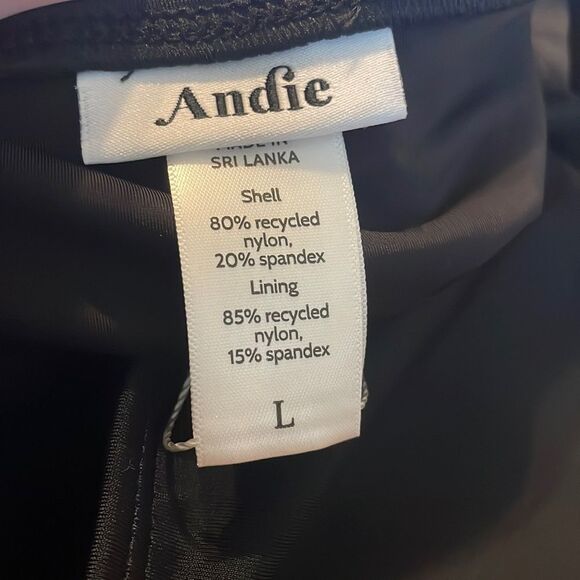 Andie
MADE IN
SRI LANKA
Shell
80% recycled
nylon,
20% spandex
Lining
85% recycled
nylon,
15% spandex
L